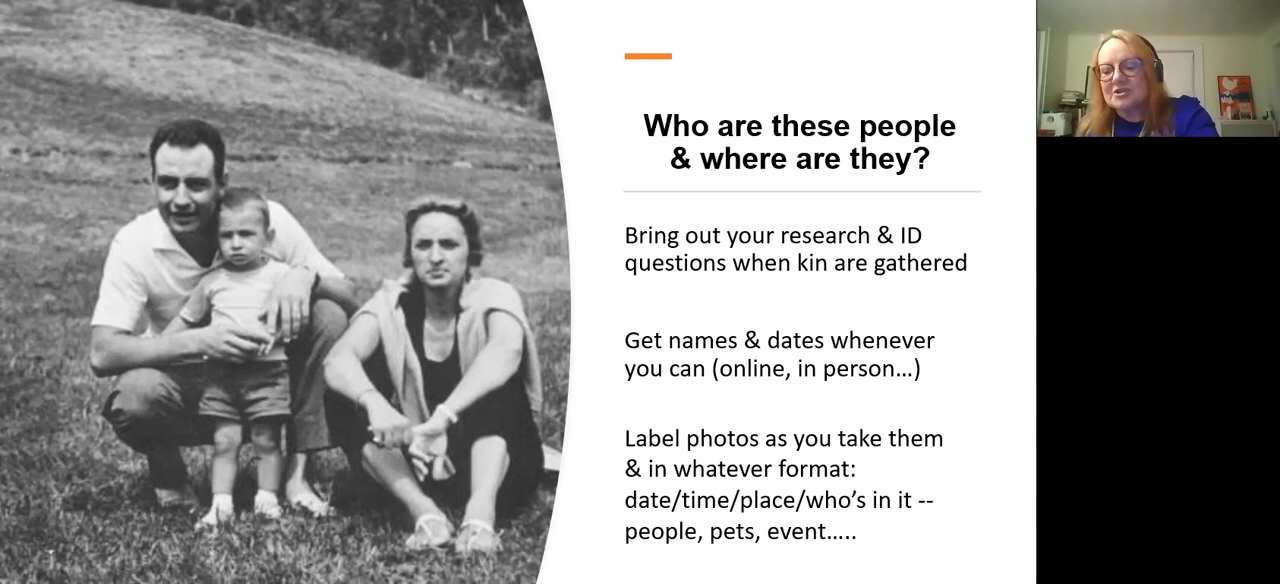 Who are these people
& where are they?
Bring out your research & ID
questions when kin are gathered
Get names & dates whenever
you can (online, in person…)
Label photos as you take them
& in whatever format:
date/time/place/who’s in it --
people, pets, event…..